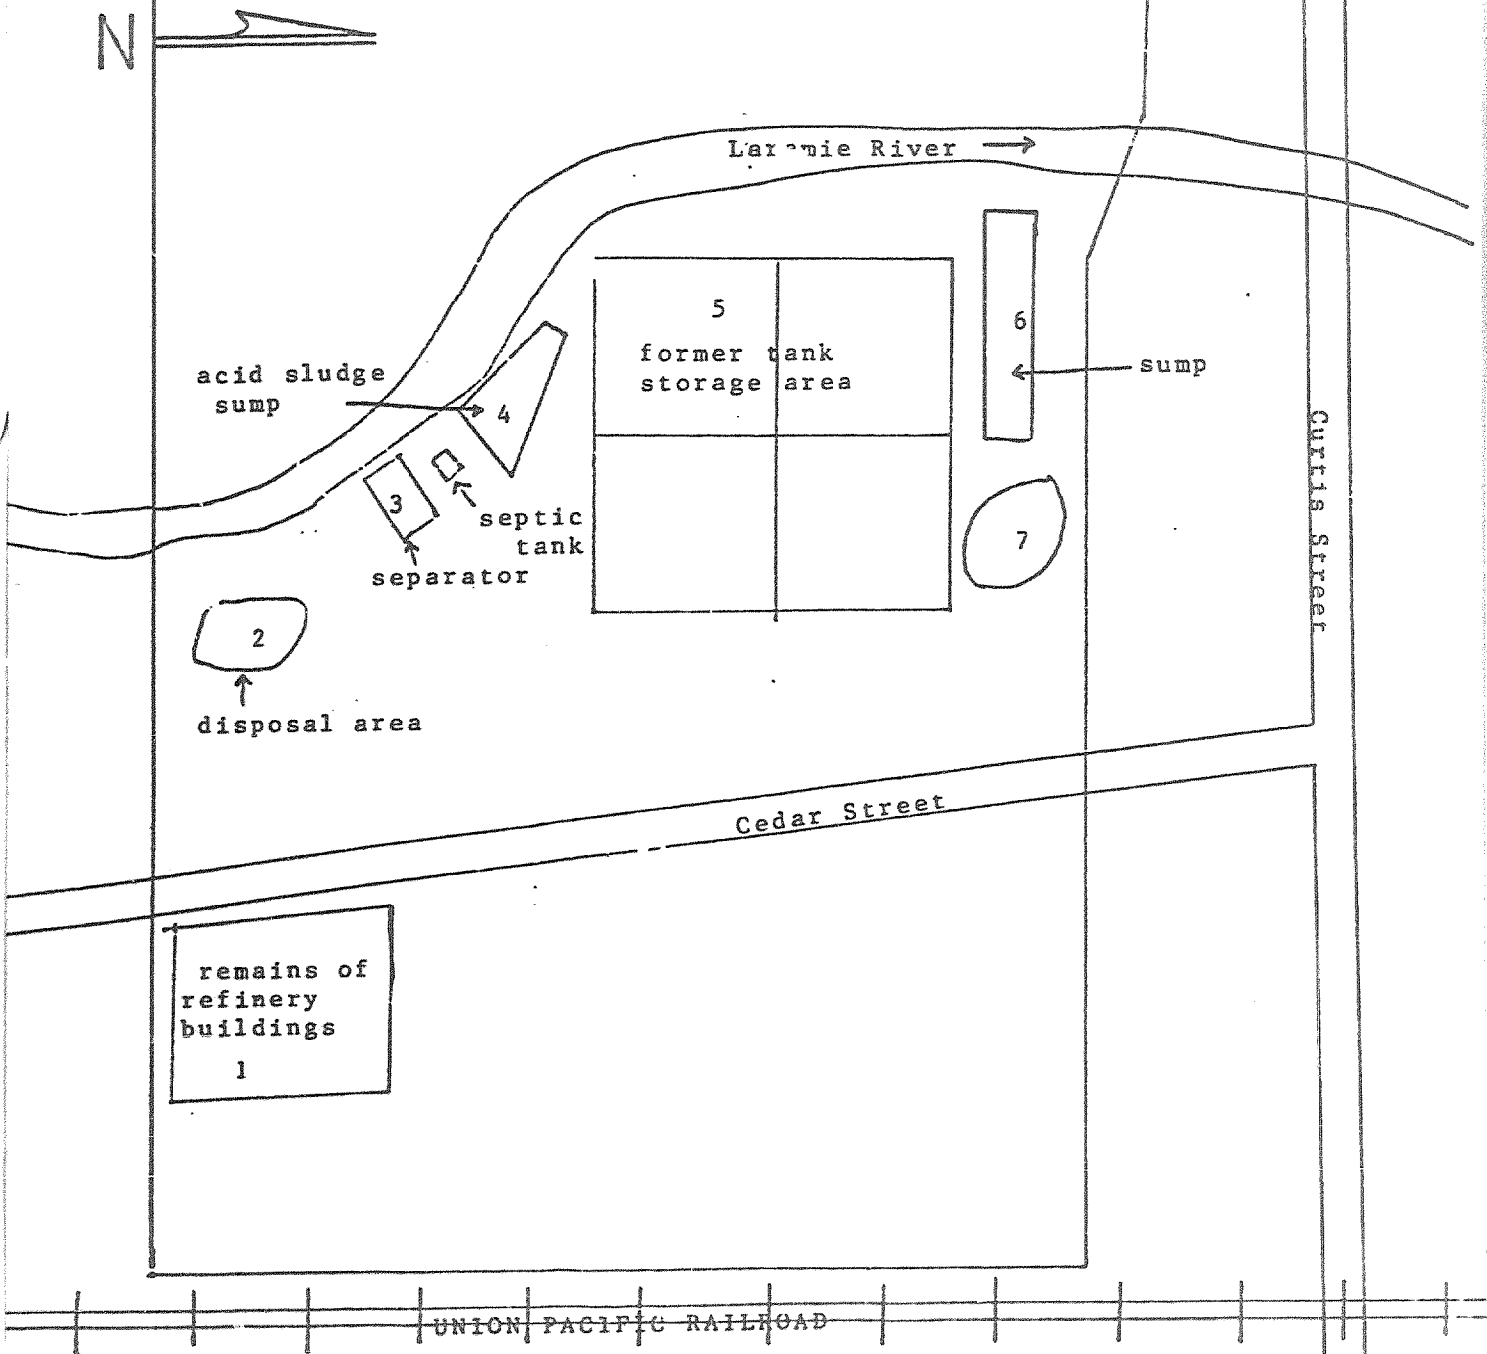 N
Laramie River
5
6
former tank
storage area
sump
acid sludge
sump
4
3
septic
tank
separator
7
Curtis Street
2
disposal area
Cedar Street
remains of
refinery
buildings
1
UNION PACIFIC RAILROAD